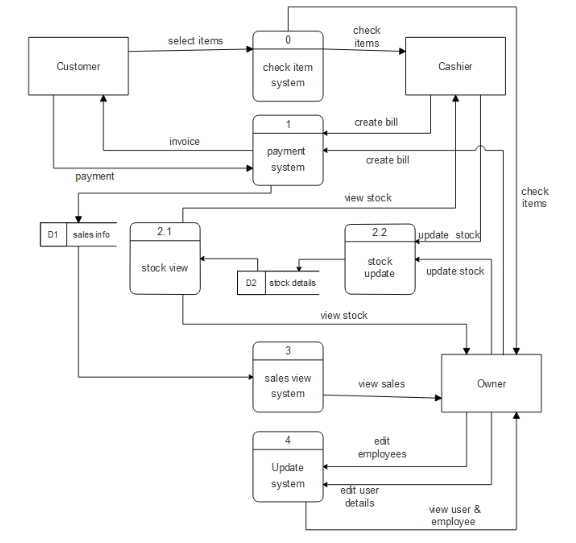 0
select items
check
items
Customer
check item
system
Cashier
1
create bill
invoice
payment
system
create bill
payment
check
items
view stock
D1
sales info
2.1
2.2
update stock
stock view
stock
update
update stock
D2
stock details
view stock
3
sales view
system
view sales
Owner
4
edit
employees
Update
system
edit user
details
view user &
employee